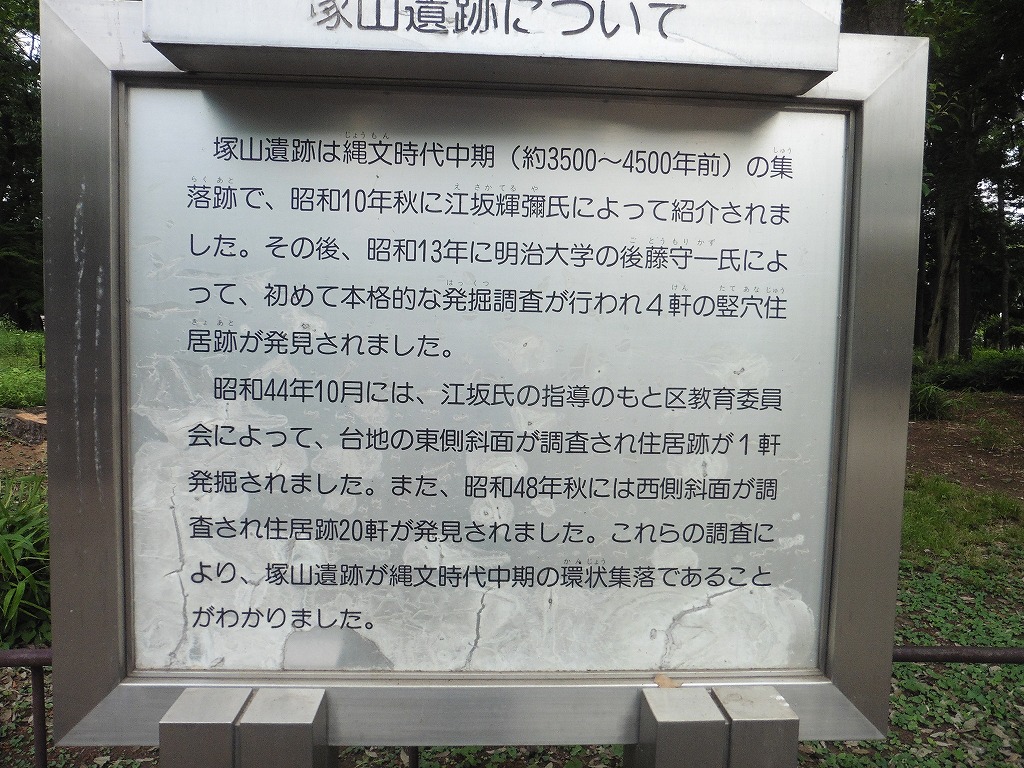 塚山遺跡について
塚山遺跡は縄文時代中期（約3500〜4500年前）の集
落跡で、昭和10年秋に江坂輝彌氏によって紹介されま
した。その後、昭和13年に明治大学の後藤守一氏によ
って、初めて本格的な発掘調査が行われ４軒の竪穴住
居跡が発見されました。
昭和44年10月には、江坂氏の指導のもと区教育委員
会によって、台地の東側斜面が調査され住居跡が１軒
発掘されました。また、昭和48年秋には西側斜面が調
査され住居跡20軒が発見されました。これらの調査に
より、塚山遺跡が縄文時代中期の環状集落であること
がわかりました。